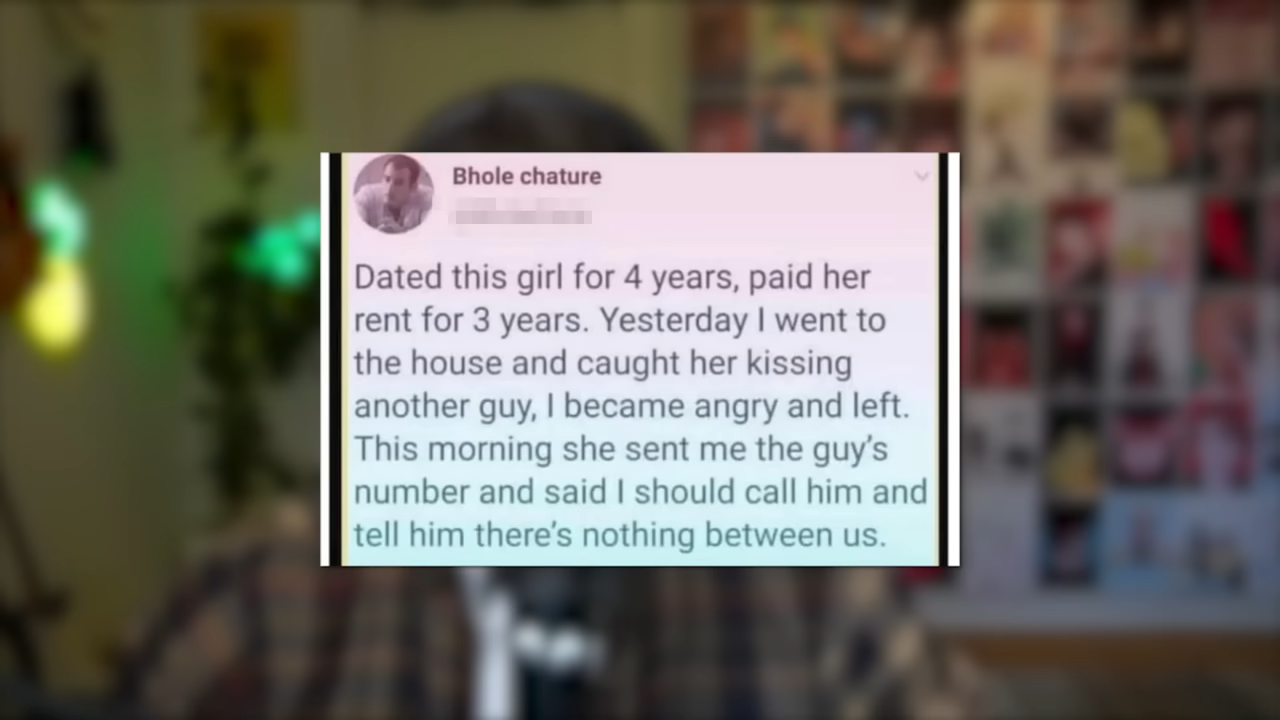 Bhole chature
Dated this girl for 4 years, paid her
rent for 3 years. Yesterday I went to
the house and caught her kissing
another guy, I became angry and left.
This morning she sent me the guy's
number and said I should call him and
tell him there's nothing between us.